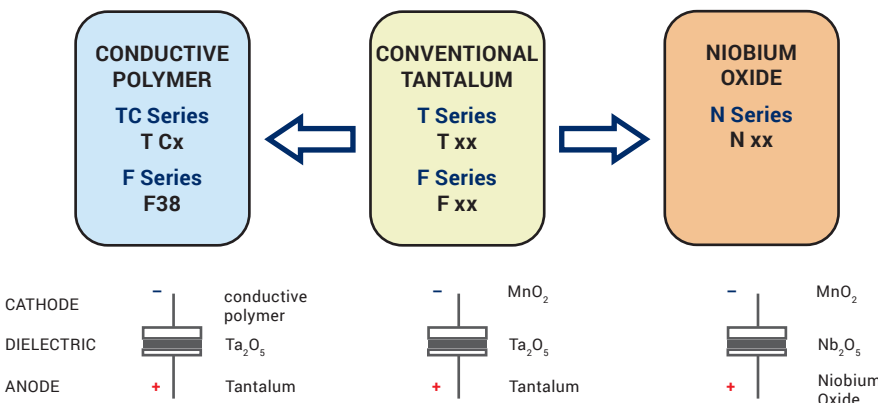 CONDUCTIVE
POLYMER
TC Series
T Cx
F Series
F38
CONVENTIONAL
TANTALUM
T Series
T xx
F Series
F xx
NIOBIUM
OXIDE
N Series
N xx
CATHODE
–
conductive
polymer
–
MnO₂
–
MnO₂
DIELECTRIC
Ta₂O₅
Ta₂O₅
Nb₂O₅
ANODE
+
Tantalum
+
Tantalum
+
Niobium
Oxide